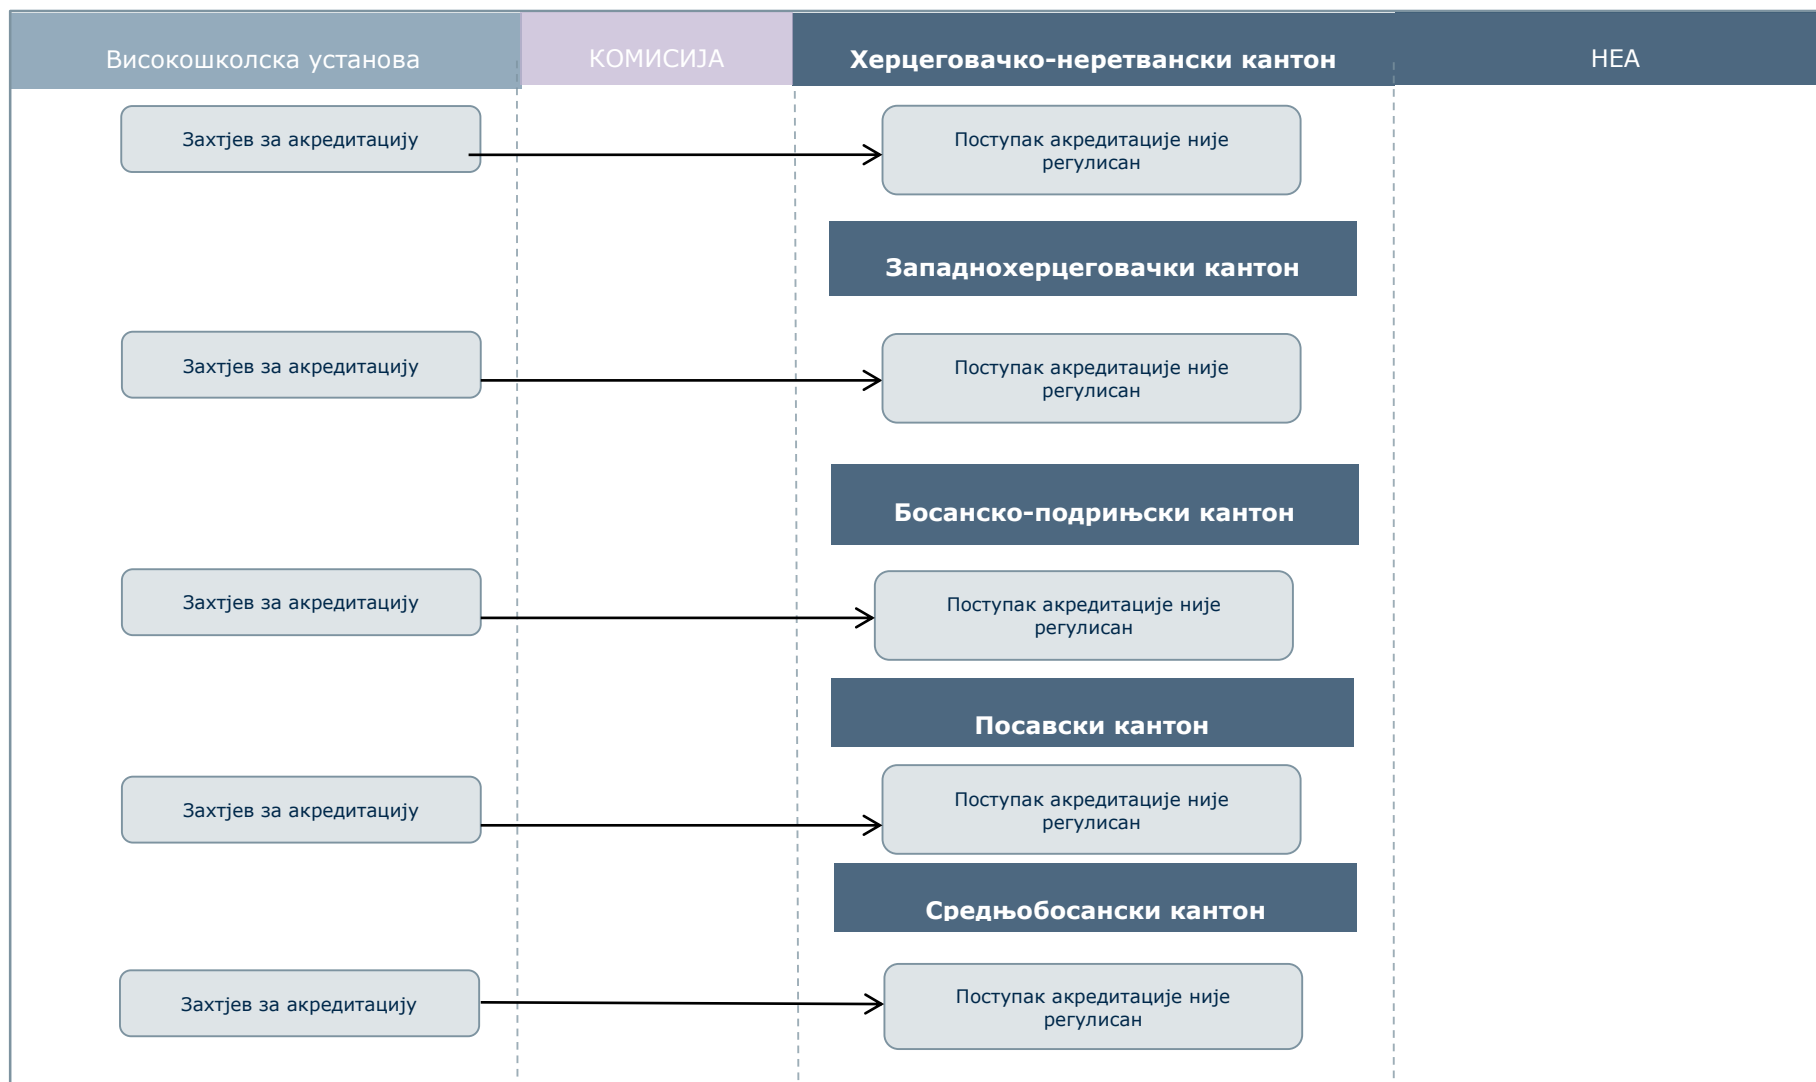 Високошколска установа
КОМИСИЈА
Херцеговачко-неретвански кантон
НЕА
Захтјев за акредитацију
Поступак акредитације није
регулисан
Западнохерцеговачки кантон
Захтјев за акредитацију
Поступак акредитације није
регулисан
Босанско-подрињски кантон
Захтјев за акредитацију
Поступак акредитације није
регулисан
Посавски кантон
Захтјев за акредитацију
Поступак акредитације није
регулисан
Средњобосански кантон
Захтјев за акредитацију
Поступак акредитације није
регулисан